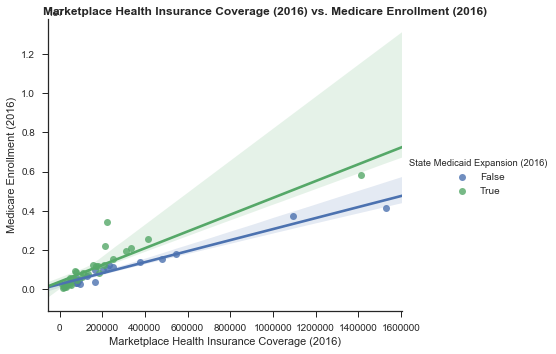 Marketplace Health Insurance Coverage (2016) vs. Medicare Enrollment (2016)
1.2
1.0
0.8
0.6
0.4
0.2
0.0
Medicare Enrollment (2016)
0 200000 400000 600000 800000 1000000 1200000 1400000 1600000
Marketplace Health Insurance Coverage (2016)
State Medicaid Expansion (2016)
False
True